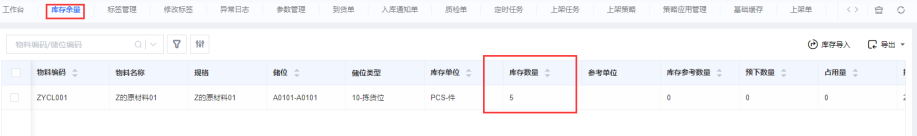 工作台 库存余量 标签管理 修改标签 异常日志 参数管理 到货单 入库通知单 质检单 定时任务 上架任务 上架策略 策略应用管理 基础缓存 上架单
物料编码/储位编码 库存导入 导出
物料编码 物料名称 规格 储位 储位类型 库存单位 库存数量 参考单位 库存参考数量 预下数量 占用量
ZYCL001 Z的原材料01 Z的原材料01 A0101-A0101 10-拣货位 PCS-件 5 0 0 0